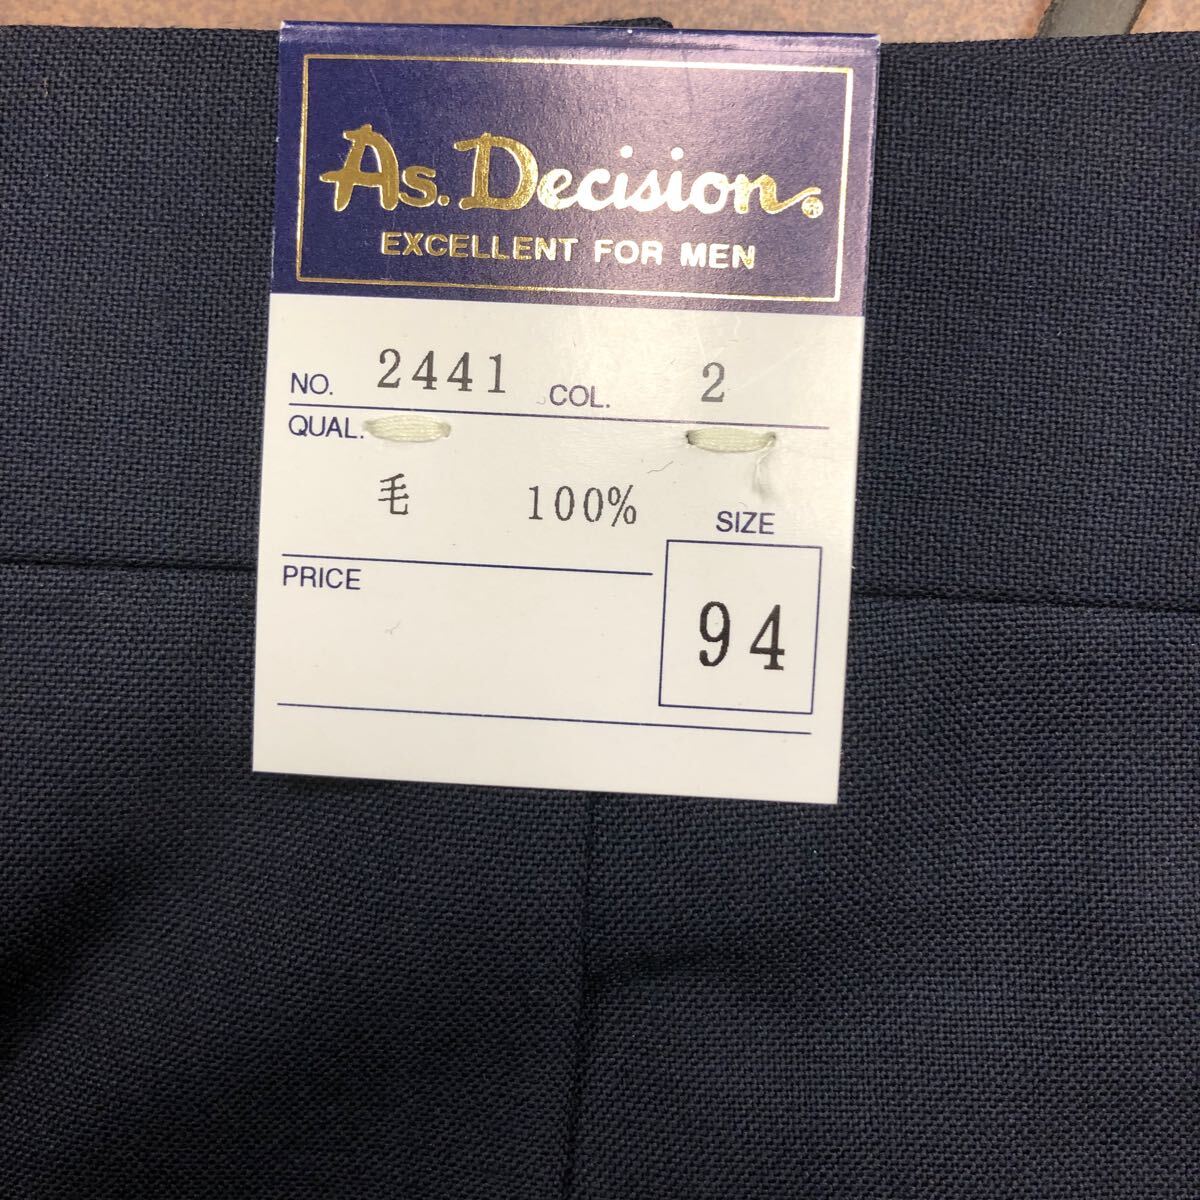 As. Decision ®
EXCELLENT FOR MEN
NO. 2441 COL. 2
QUAL.
毛 100%
SIZE
PRICE
94